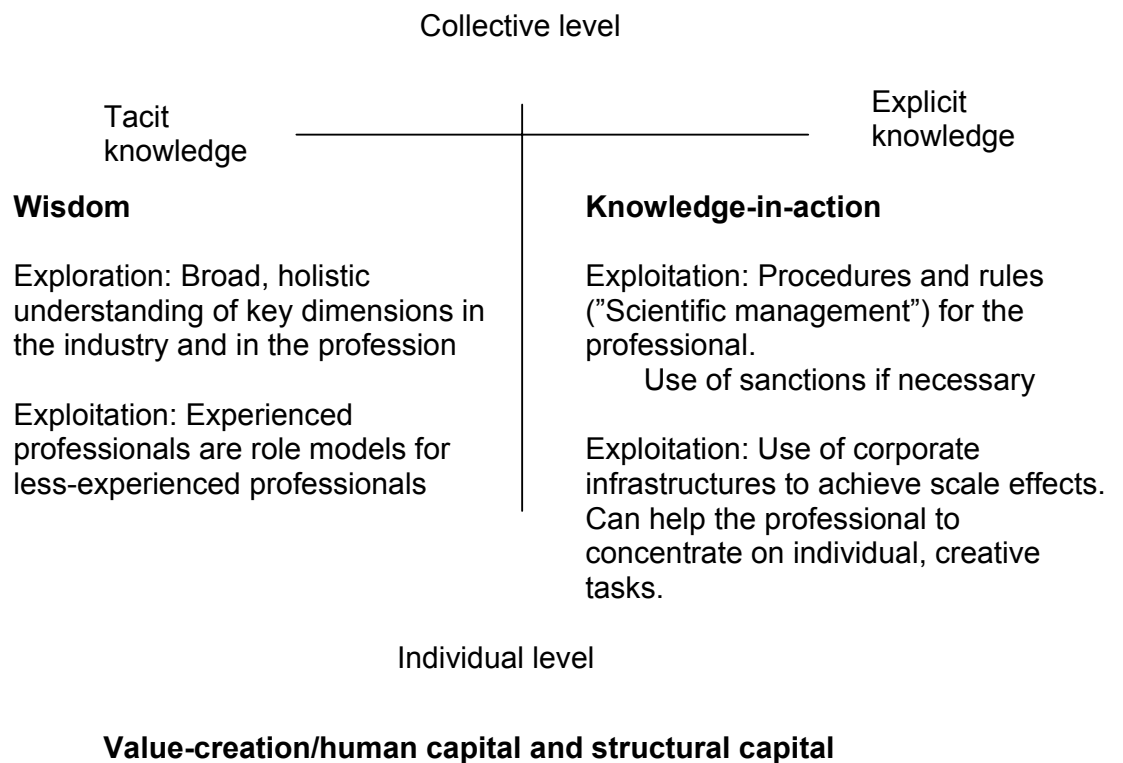 Collective level
Tacit
knowledge
Explicit
knowledge
Wisdom
Exploration: Broad, holistic
understanding of key dimensions in
the industry and in the profession
Exploitation: Experienced
professionals are role models for
less-experienced professionals
Knowledge-in-action
Exploitation: Procedures and rules
(”Scientific management”) for the
professional.
Use of sanctions if necessary
Exploitation: Use of corporate
infrastructures to achieve scale effects.
Can help the professional to
concentrate on individual, creative
tasks.
Individual level
Value-creation/human capital and structural capital